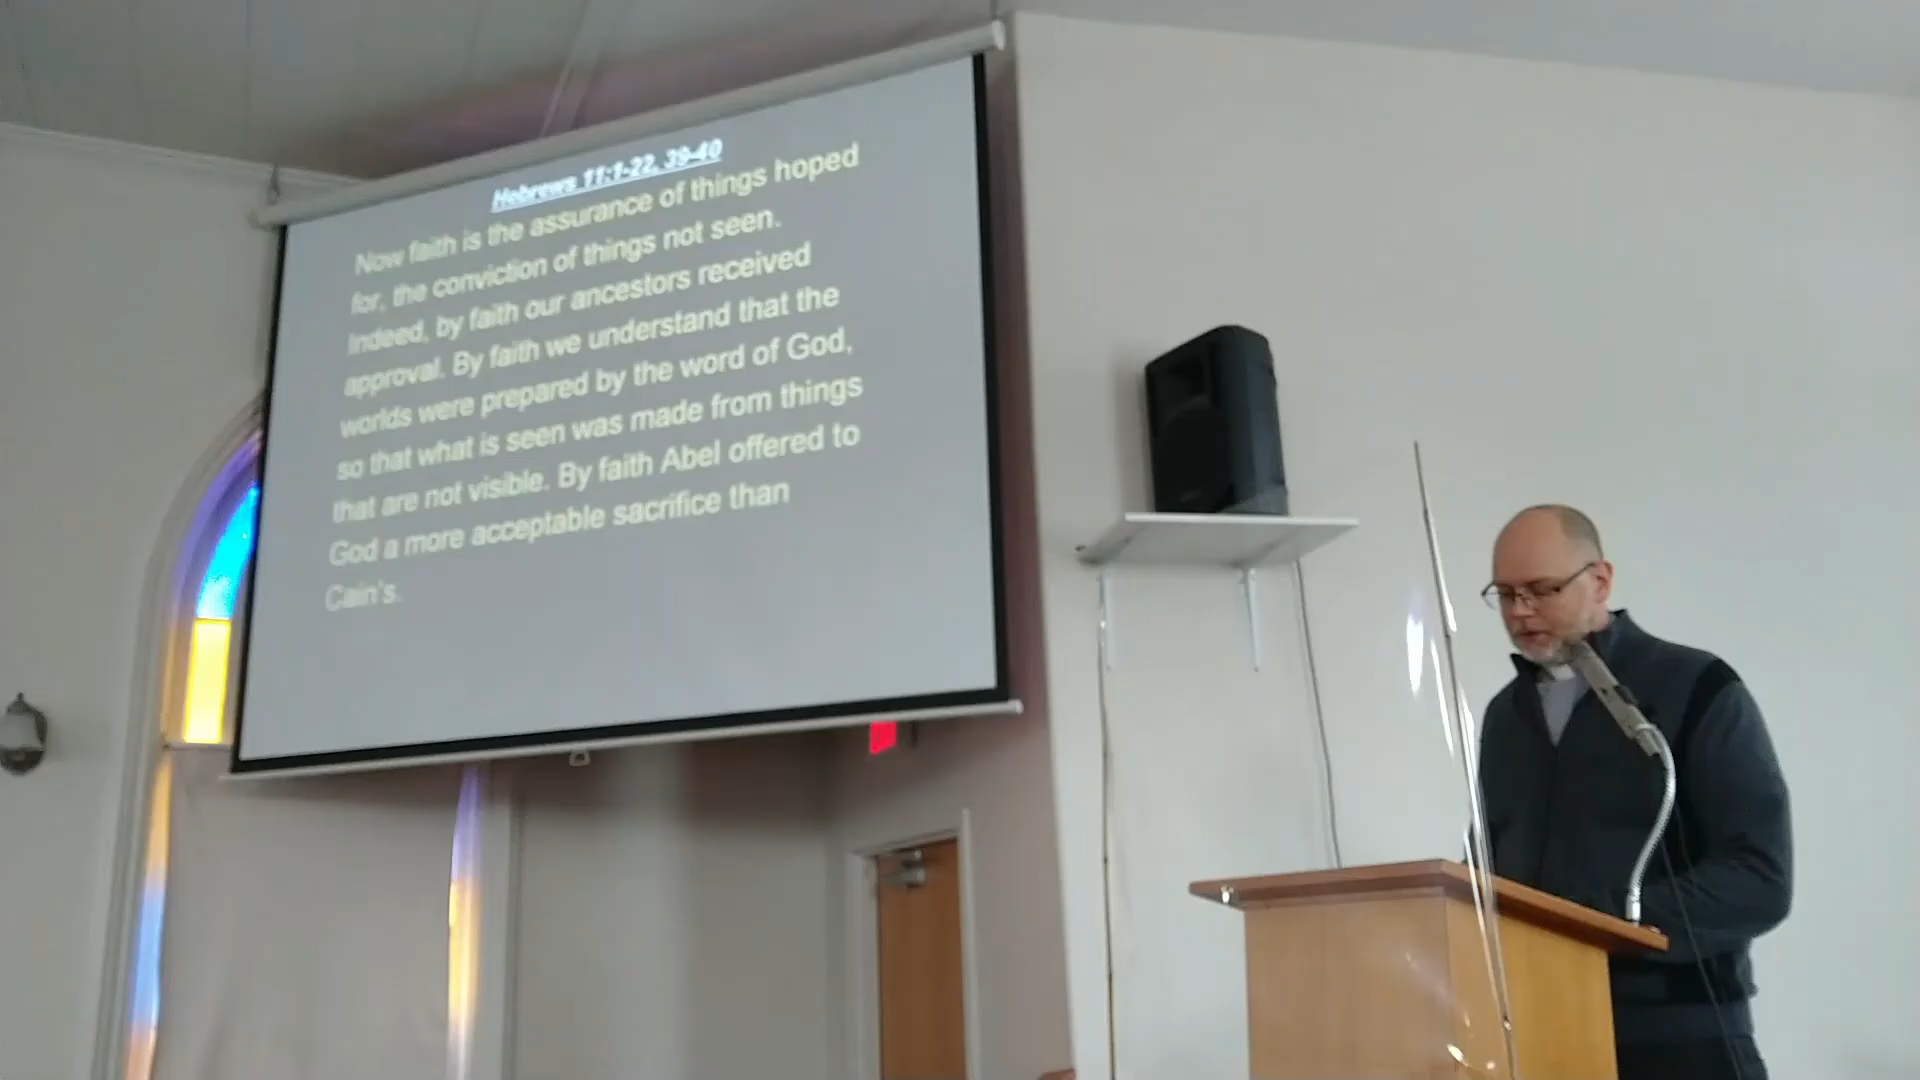 Hebrews 11:1-22, 39-40
Now faith is the assurance of things hoped
for, the conviction of things not seen.
Indeed, by faith our ancestors received
approval. By faith we understand that the
worlds were prepared by the word of God,
so that what is seen was made from things
that are not visible. By faith Abel offered to
God a more acceptable sacrifice than
Cain's.